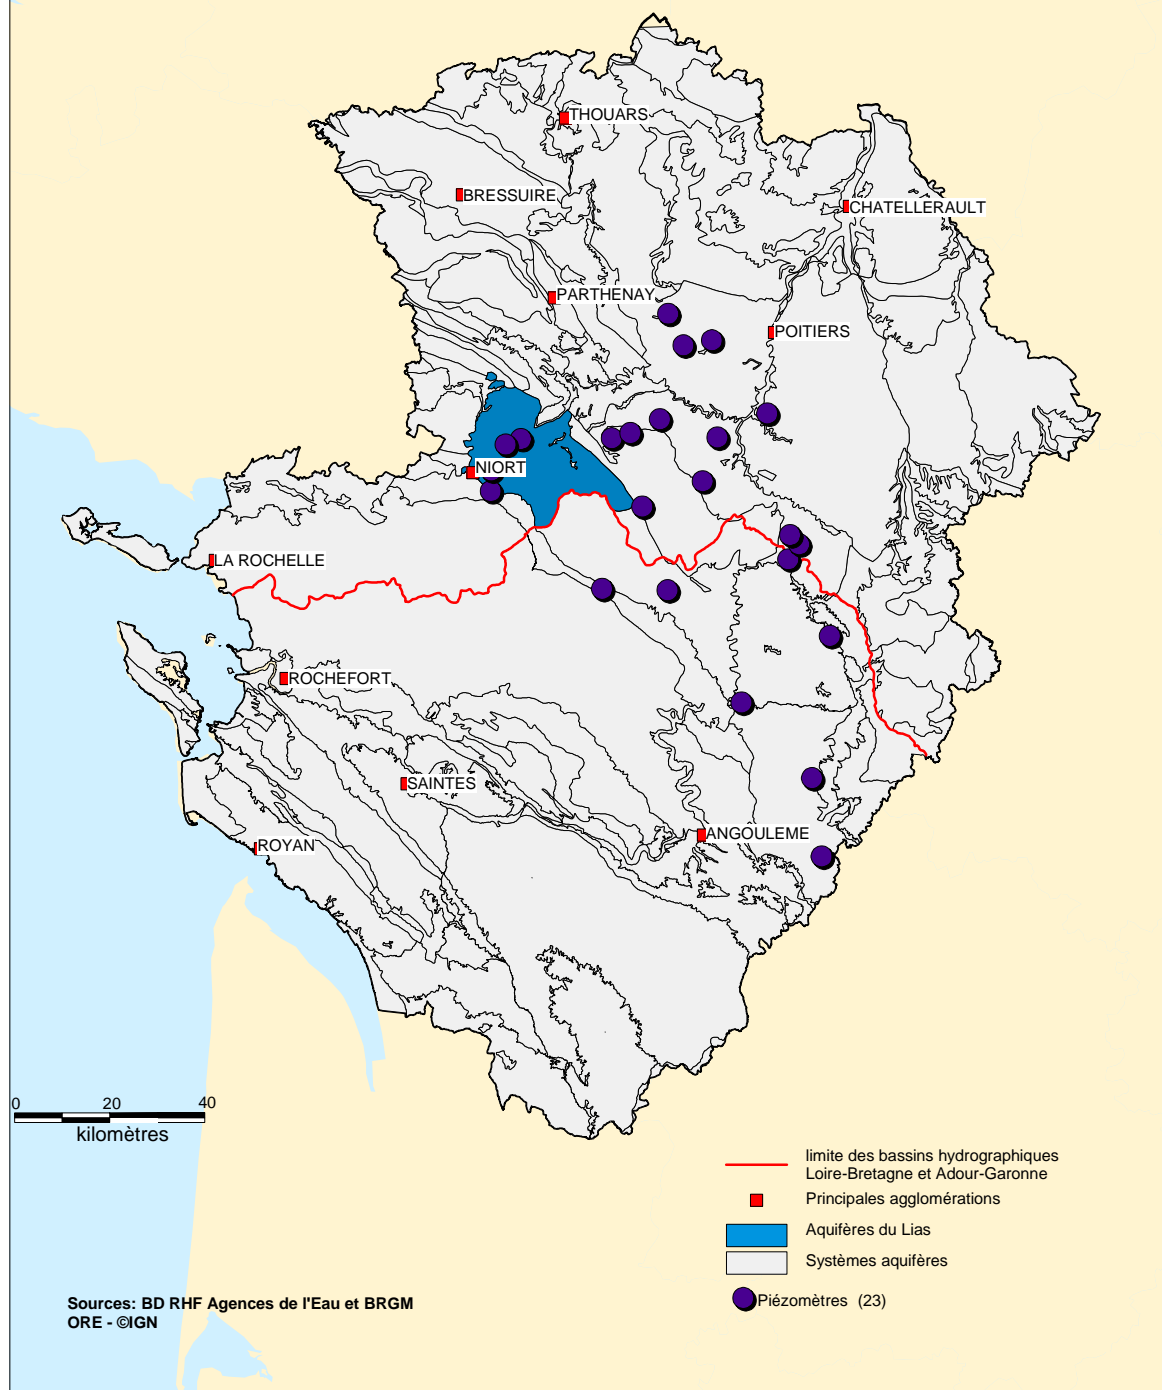 THOUARS
BRESSUIRE
CHATELLERAULT
PARTHENAY
POITIERS
NIORT
LA ROCHELLE
ROCHEFORT
SAINTES
ANGOULEME
ROYAN
0 20 40
kilomètres
limite des bassins hydrographiques
Loire-Bretagne et Adour-Garonne
Principales agglomérations
Aquifères du Lias
Systèmes aquifères
Piézomètres (23)
Sources: BD RHF Agences de l'Eau et BRGM
ORE - ©IGN